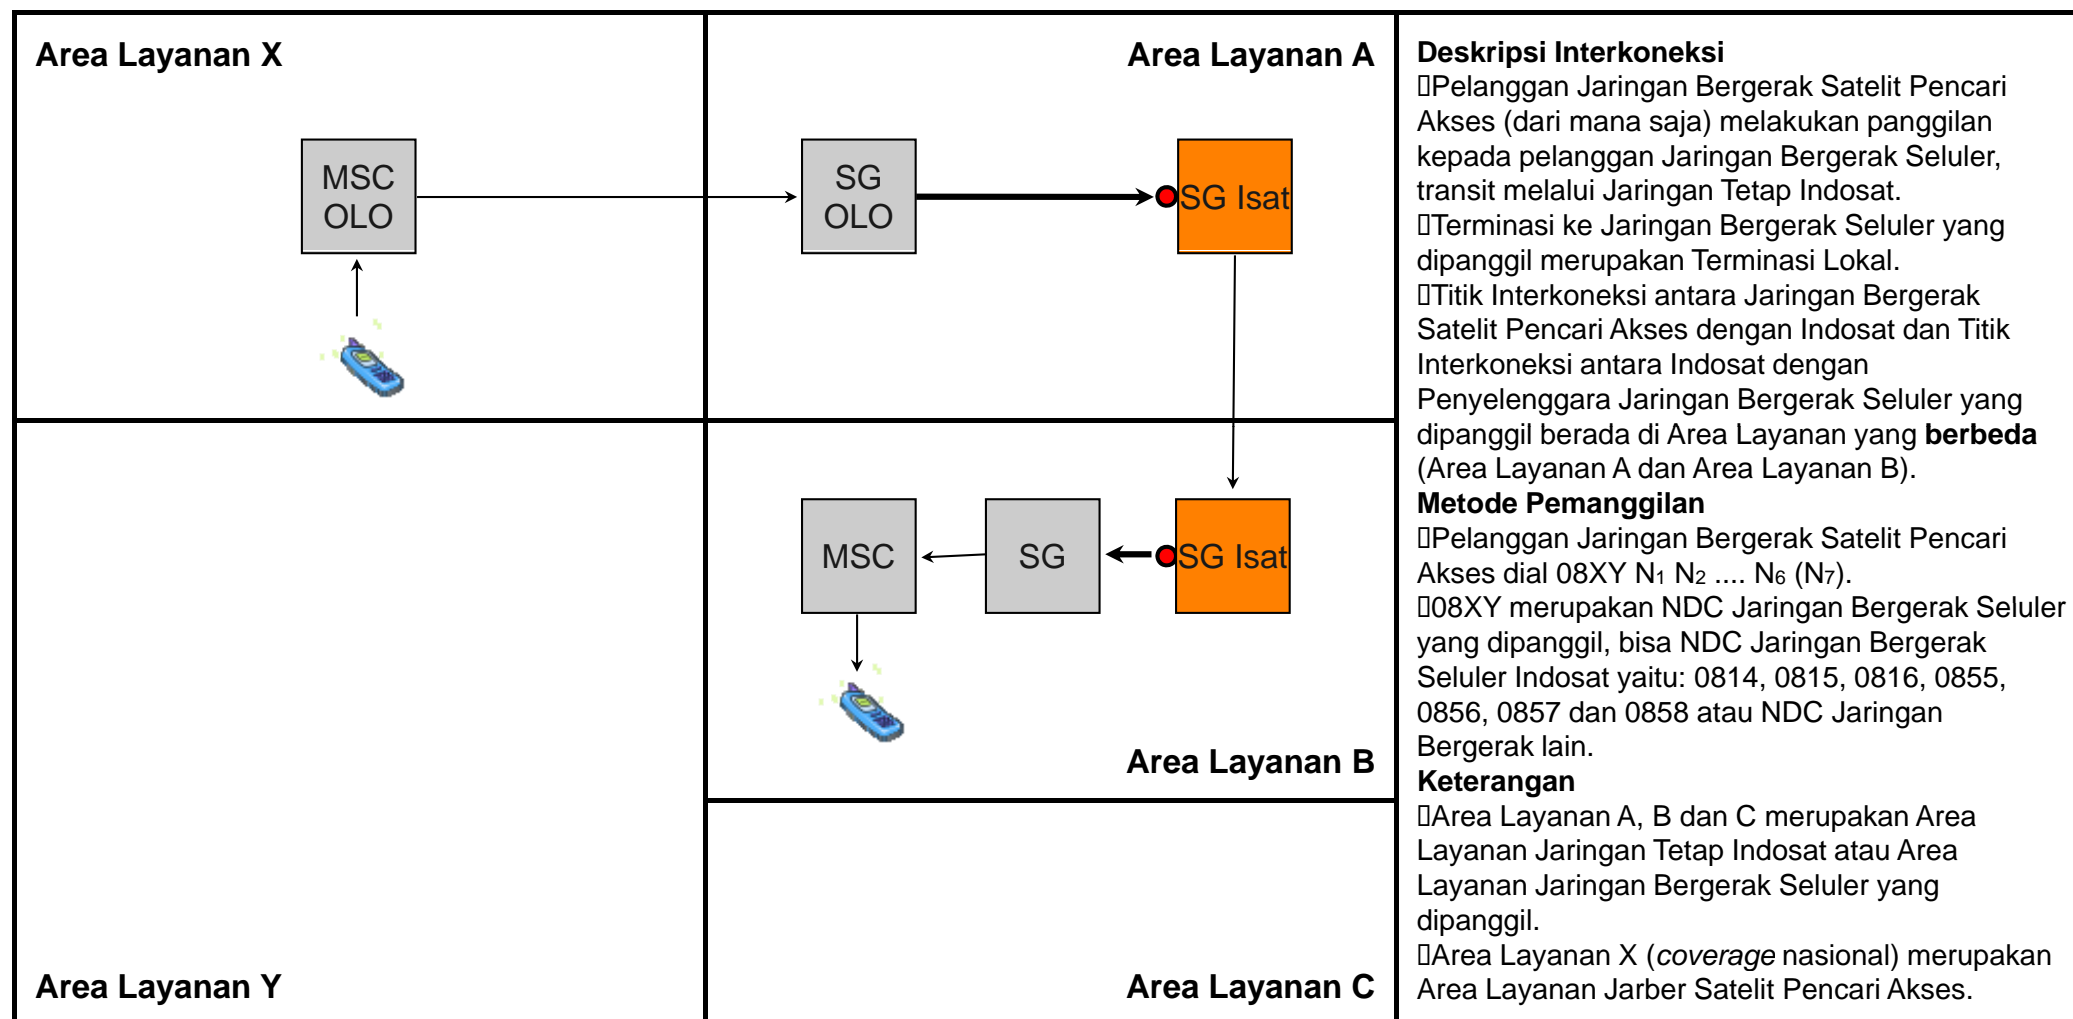 Area Layanan X
Area Layanan A
MSC
OLO
SG
OLO
SG Isat
MSC
SG
SG Isat
Area Layanan B
Area Layanan Y
Area Layanan C
Deskripsi Interkoneksi
Pelanggan Jaringan Bergerak Satelit Pencari
Akses (dari mana saja) melakukan panggilan
kepada pelanggan Jaringan Bergerak Seluler,
transit melalui Jaringan Tetap Indosat.
Terminasi ke Jaringan Bergerak Seluler yang
dipanggil merupakan Terminasi Lokal.
Titik Interkoneksi antara Jaringan Bergerak
Satelit Pencari Akses dengan Indosat dan Titik
Interkoneksi antara Indosat dengan
Penyelenggara Jaringan Bergerak Seluler yang
dipanggil berada di Area Layanan yang berbeda
(Area Layanan A dan Area Layanan B).
Metode Pemanggilan
Pelanggan Jaringan Bergerak Satelit Pencari
Akses dial 08XY N₁ N₂ .... N₆ (N₇).
08XY merupakan NDC Jaringan Bergerak Seluler
yang dipanggil, bisa NDC Jaringan Bergerak
Seluler Indosat yaitu: 0814, 0815, 0816, 0855,
0856, 0857 dan 0858 atau NDC Jaringan
Bergerak lain.
Keterangan
Area Layanan A, B dan C merupakan Area
Layanan Jaringan Tetap Indosat atau Area
Layanan Jaringan Bergerak Seluler yang
dipanggil.
Area Layanan X (coverage nasional) merupakan
Area Layanan Jarber Satelit Pencari Akses.